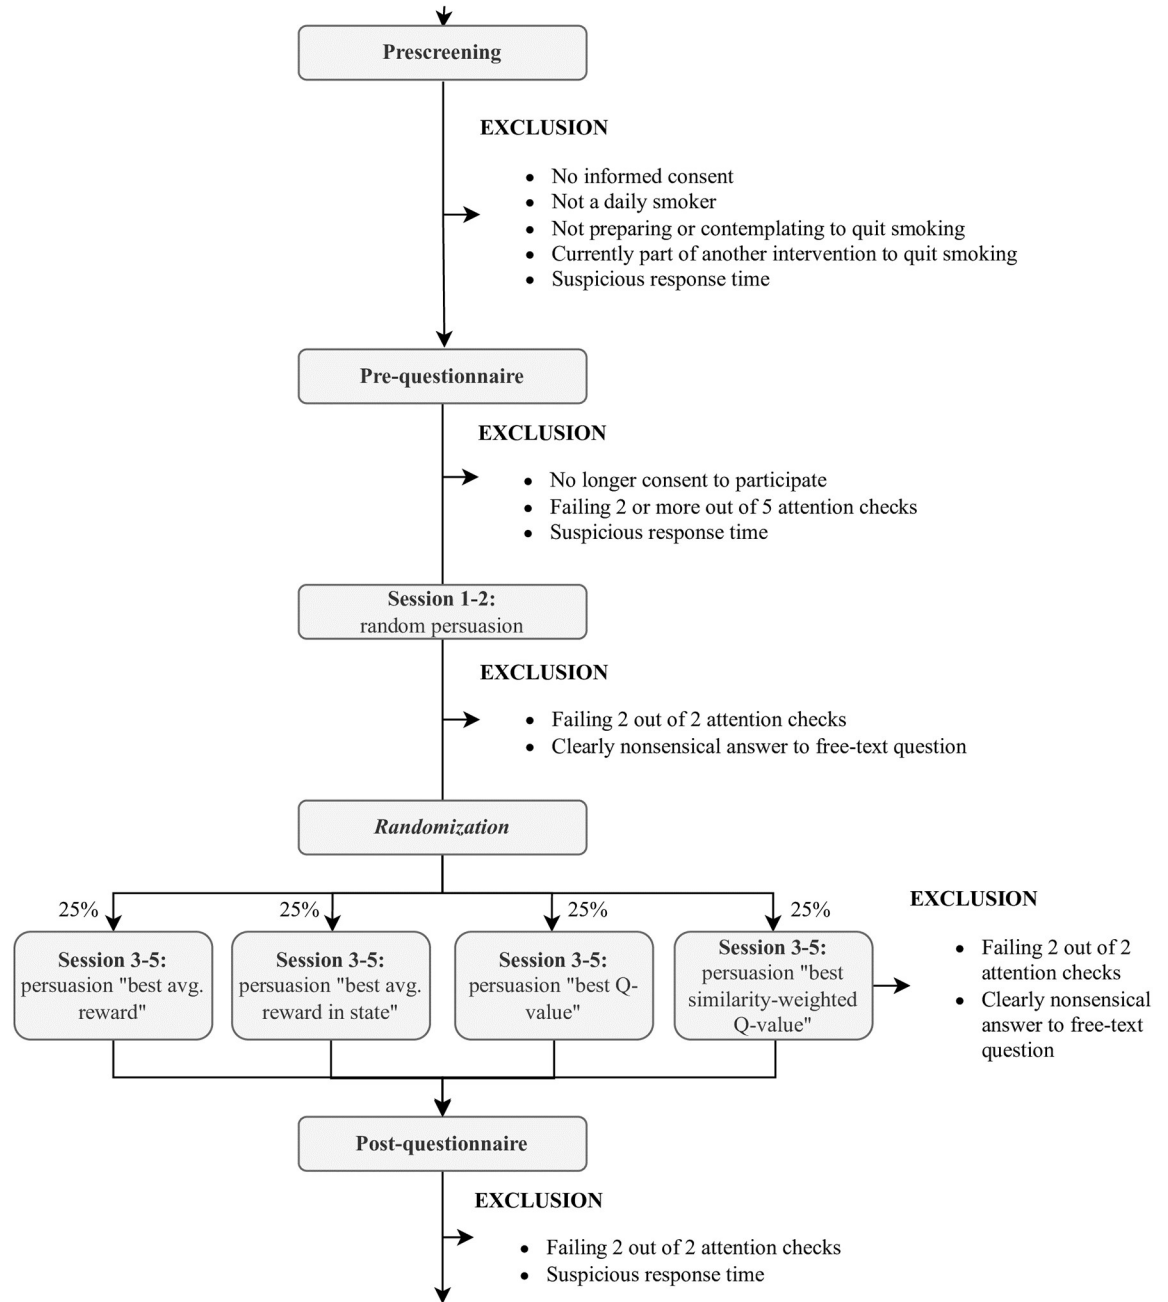 Prescreening
EXCLUSION
• No informed consent
• Not a daily smoker
• Not preparing or contemplating to quit smoking
• Currently part of another intervention to quit smoking
• Suspicious response time
Pre-questionnaire
EXCLUSION
• No longer consent to participate
• Failing 2 or more out of 5 attention checks
• Suspicious response time
Session 1-2:
random persuasion
EXCLUSION
• Failing 2 out of 2 attention checks
• Clearly nonsensical answer to free-text question
Randomization
25%
25%
25%
25%
Session 3-5:
persuasion "best avg.
reward"
Session 3-5:
persuasion "best avg.
reward in state"
Session 3-5:
persuasion "best Q-
value"
Session 3-5:
persuasion "best
similarity-weighted
Q-value"
EXCLUSION
• Failing 2 out of 2
attention checks
• Clearly nonsensical
answer to free-text
question
Post-questionnaire
EXCLUSION
• Failing 2 out of 2 attention checks
• Suspicious response time